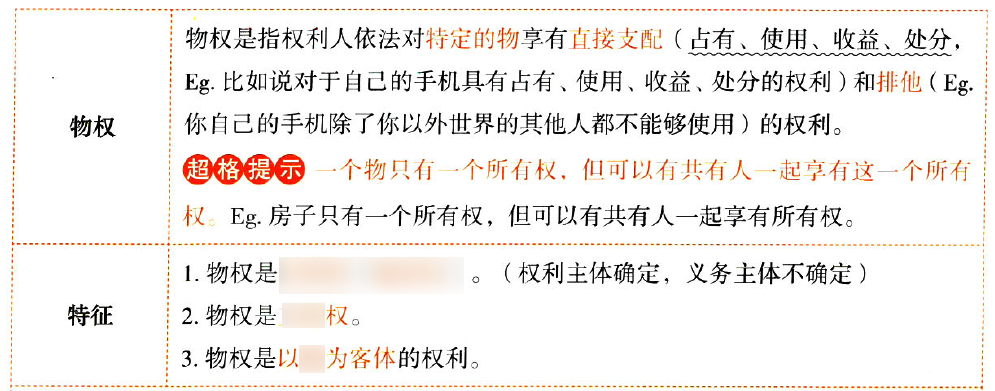 物权
物权是指权利人依法对特定的物享有直接支配（占有、使用、收益、处分，
Eg. 比如说对于自己的手机具有占有、使用、收益、处分的权利）和排他（Eg.
你自己的手机除了你以外世界的其他人都不能够使用）的权利。
超格提示 一个物只有一个所有权，但可以有共有人一起享有这一个所有
权。Eg. 房子只有一个所有权，但可以有共有人一起享有所有权。
特征
1. 物权是 。（权利主体确定，义务主体不确定）
2. 物权是 权。
3. 物权是以 为客体的权利。